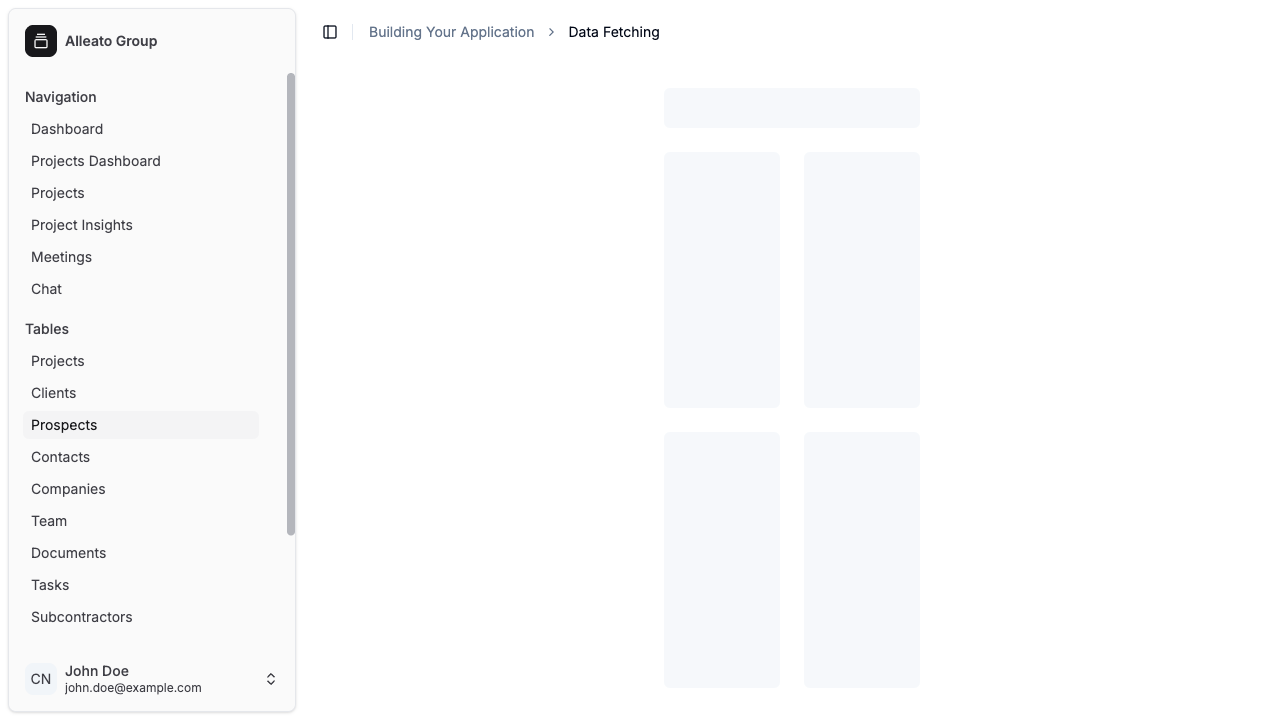 Alleato Group
Navigation
Dashboard
Projects Dashboard
Projects
Project Insights
Meetings
Chat
Tables
Projects
Clients
Prospects
Contacts
Companies
Team
Documents
Tasks
Subcontractors
CN
John Doe
john.doe@example.com
Building Your Application
Data Fetching